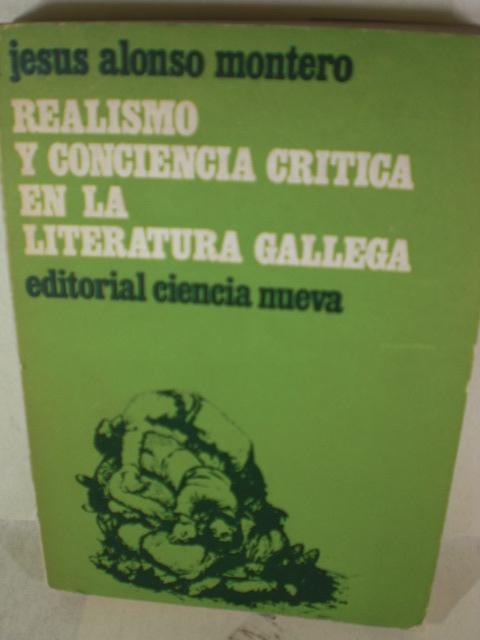 jesus alonso montero
REALISMO
Y CONCIENCIA CRITICA
EN LA
LITERATURA GALLEGA
editorial ciencia nueva